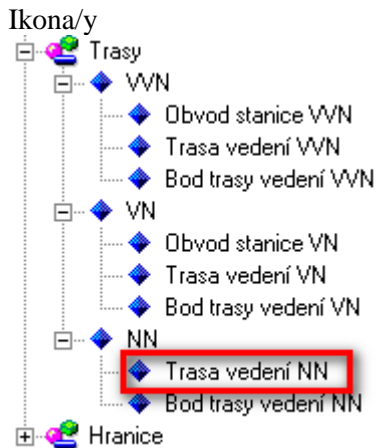 Ikona/y
Trasy
VVN
Obvod stanice VVN
Trasa vedení VVN
Bod trasy vedení VVN
VN
Obvod stanice VN
Trasa vedení VN
Bod trasy vedení VN
NN
Trasa vedení NN
Bod trasy vedení NN
Hranice